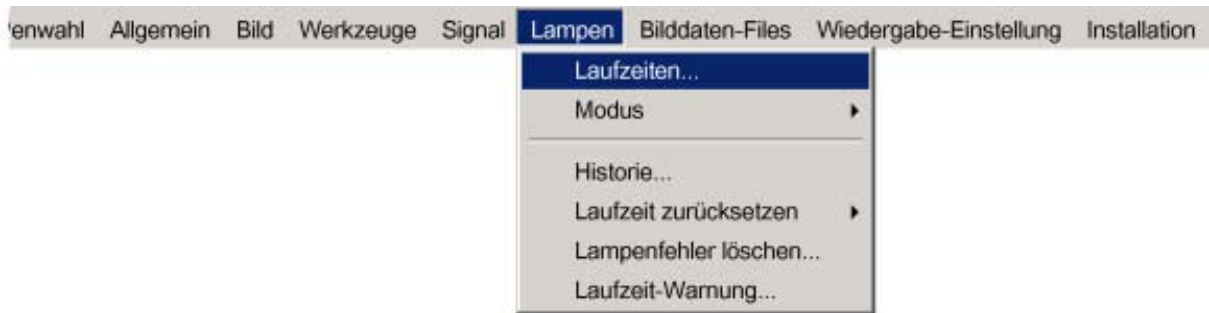 enwahl Allgemein Bild Werkzeuge Signal Lampen Bilddaten-Files Wiedergabe-Einstellung Installation
Laufzeiten...
Modus
Historie...
Laufzeit zurücksetzen
Lampenfehler löschen...
Laufzeit-Warnung...